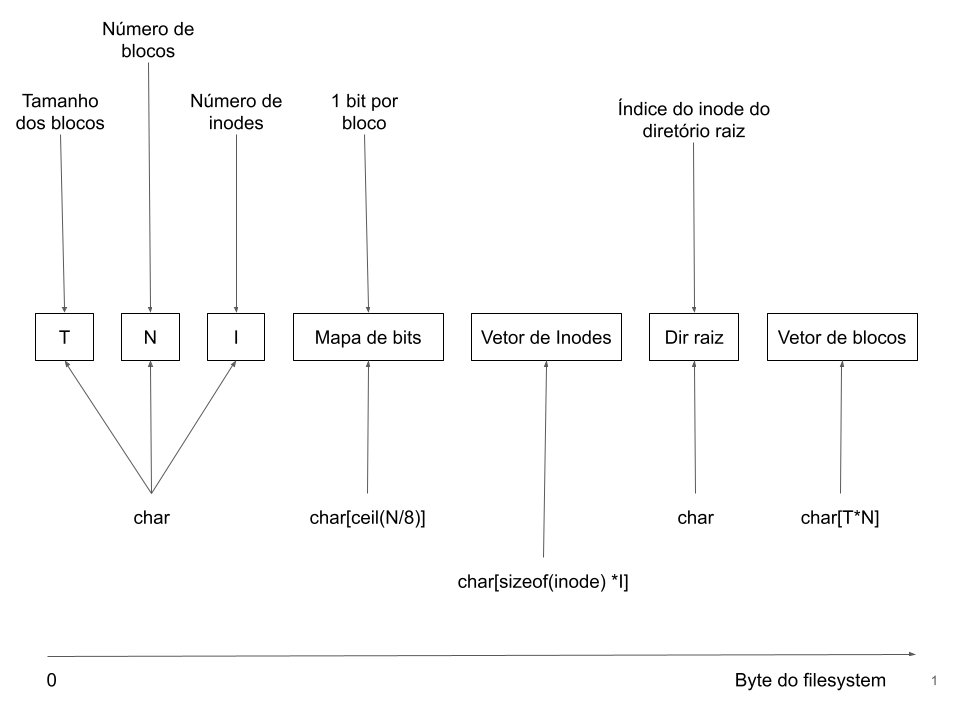 Número de
blocos
Tamanho
dos blocos
Número de
inodes
1 bit por
bloco
Índice do inode do
diretório raiz
T
N
I
Mapa de bits
Vetor de Inodes
Dir raiz
Vetor de blocos
char
char[ceil(N/8)]
char
char[T*N]
char[sizeof(inode) *I]
0
Byte do filesystem
1